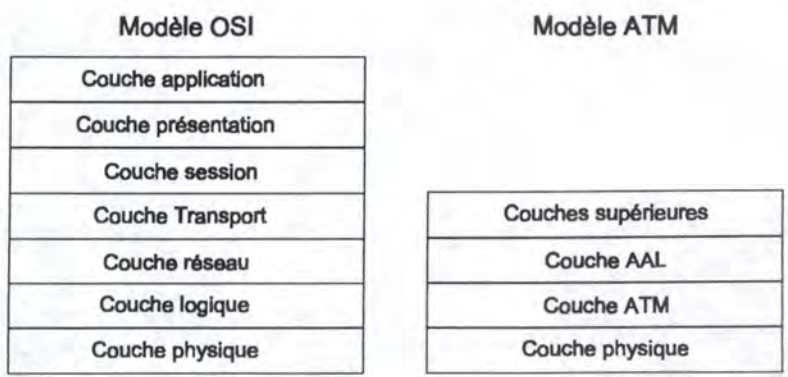 Modèle OSI
Couche application
Couche présentation
Couche session
Couche Transport
Couche réseau
Couche logique
Couche physique
Modèle ATM
Couches supérieures
Couche AAL
Couche ATM
Couche physique